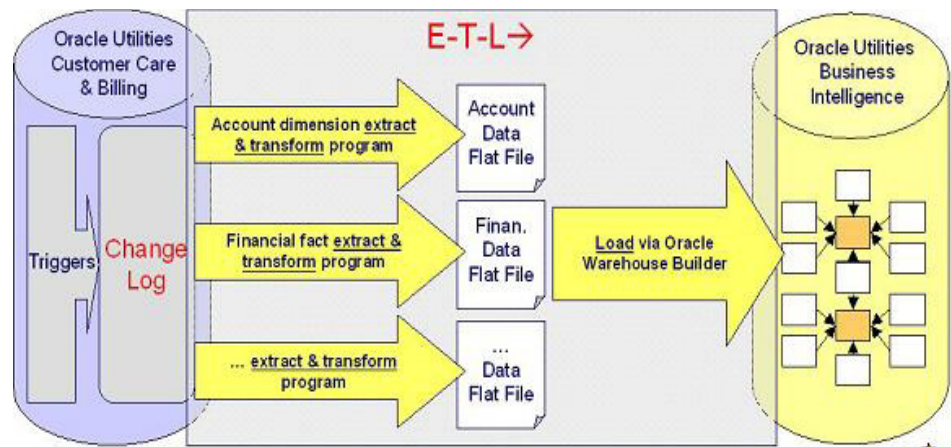 Oracle Utilities
Customer Care
& Billing
E-T-L→
Oracle Utilities
Business
Intelligence
Triggers
Change
Log
Account dimension extract
& transform program
Account
Data
Flat File
Financial fact extract &
transform program
Finan.
Data
Flat File
Load via Oracle
Warehouse Builder
... extract & transform
program
...
Data
Flat File